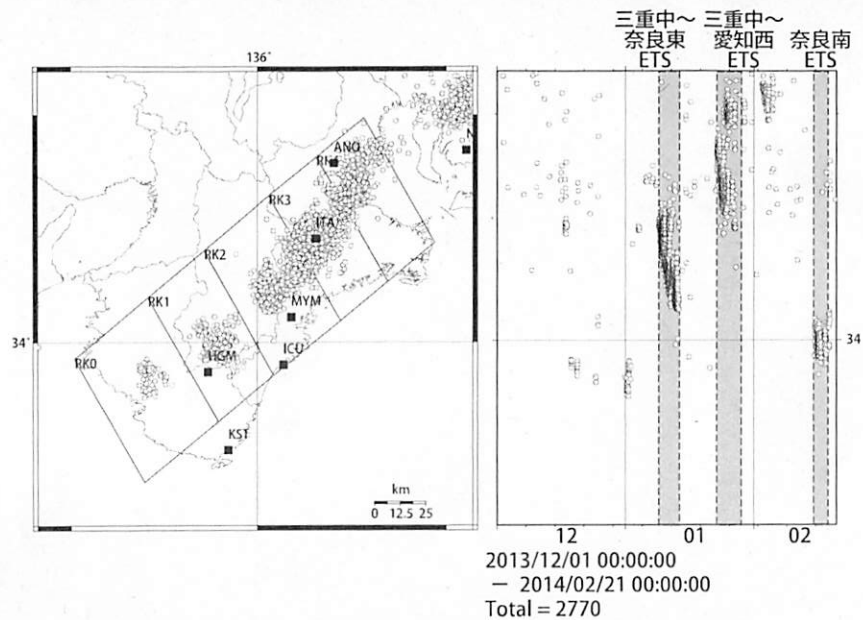 三重中～
奈良東
ETS
三重中～
愛知西
ETS
奈良南
ETS
136°
34°
ANO
RK3
ITA
RK2
RK1
MYM
RK0
HGM
ICU
KST
N
km
0 12.5 25
34
12 01 02
2013/12/01 00:00:00
— 2014/02/21 00:00:00
Total = 2770